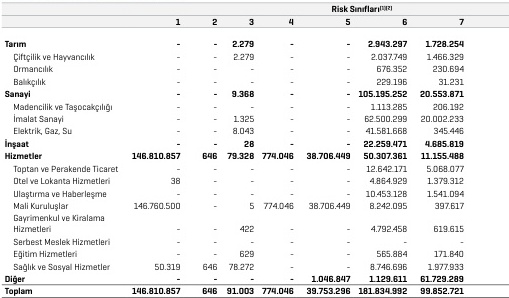 Risk Sınıfları[1][2]
1 2 3 4 5 6 7
Tarım - - 2.279 - - 2.943.297 1.728.254
Çiftçilik ve Hayvancılık - - 2.279 - - 2.037.749 1.466.329
Ormancılık - - - - - 676.352 230.694
Balıkçılık - - - - - 229.196 31.231
Sanayi - - 9.368 - - 105.195.252 20.553.871
Madencilik ve Taşocakçılığı - - - - - 1.113.285 206.192
İmalat Sanayi - - 1.325 - - 62.500.299 20.002.233
Elektrik, Gaz, Su - - 8.043 - - 41.581.668 345.446
İnşaat - - 28 - - 22.259.471 4.685.819
Hizmetler 146.810.857 646 79.328 774.046 38.706.449 50.307.361 11.155.488
Toptan ve Perakende Ticaret - - - - - 12.642.171 5.068.077
Otel ve Lokanta Hizmetleri 38 - - - - 4.864.929 1.379.312
Ulaştırma ve Haberleşme - - - - - 10.453.128 1.541.094
Mali Kuruluşlar 146.760.500 - 5 774.046 38.706.449 8.242.095 397.617
Gayrimenkul ve Kiralama
Hizmetleri - - 422 - - 4.792.458 619.615
Serbest Meslek Hizmetleri - - - - - - -
Eğitim Hizmetleri - - 629 - - 565.884 171.840
Sağlık ve Sosyal Hizmetler 50.319 646 78.272 - - 8.746.696 1.977.933
Diğer - - - - 1.046.847 1.129.611 61.729.289
Toplam 146.810.857 646 91.003 774.046 39.753.296 181.834.992 99.852.721